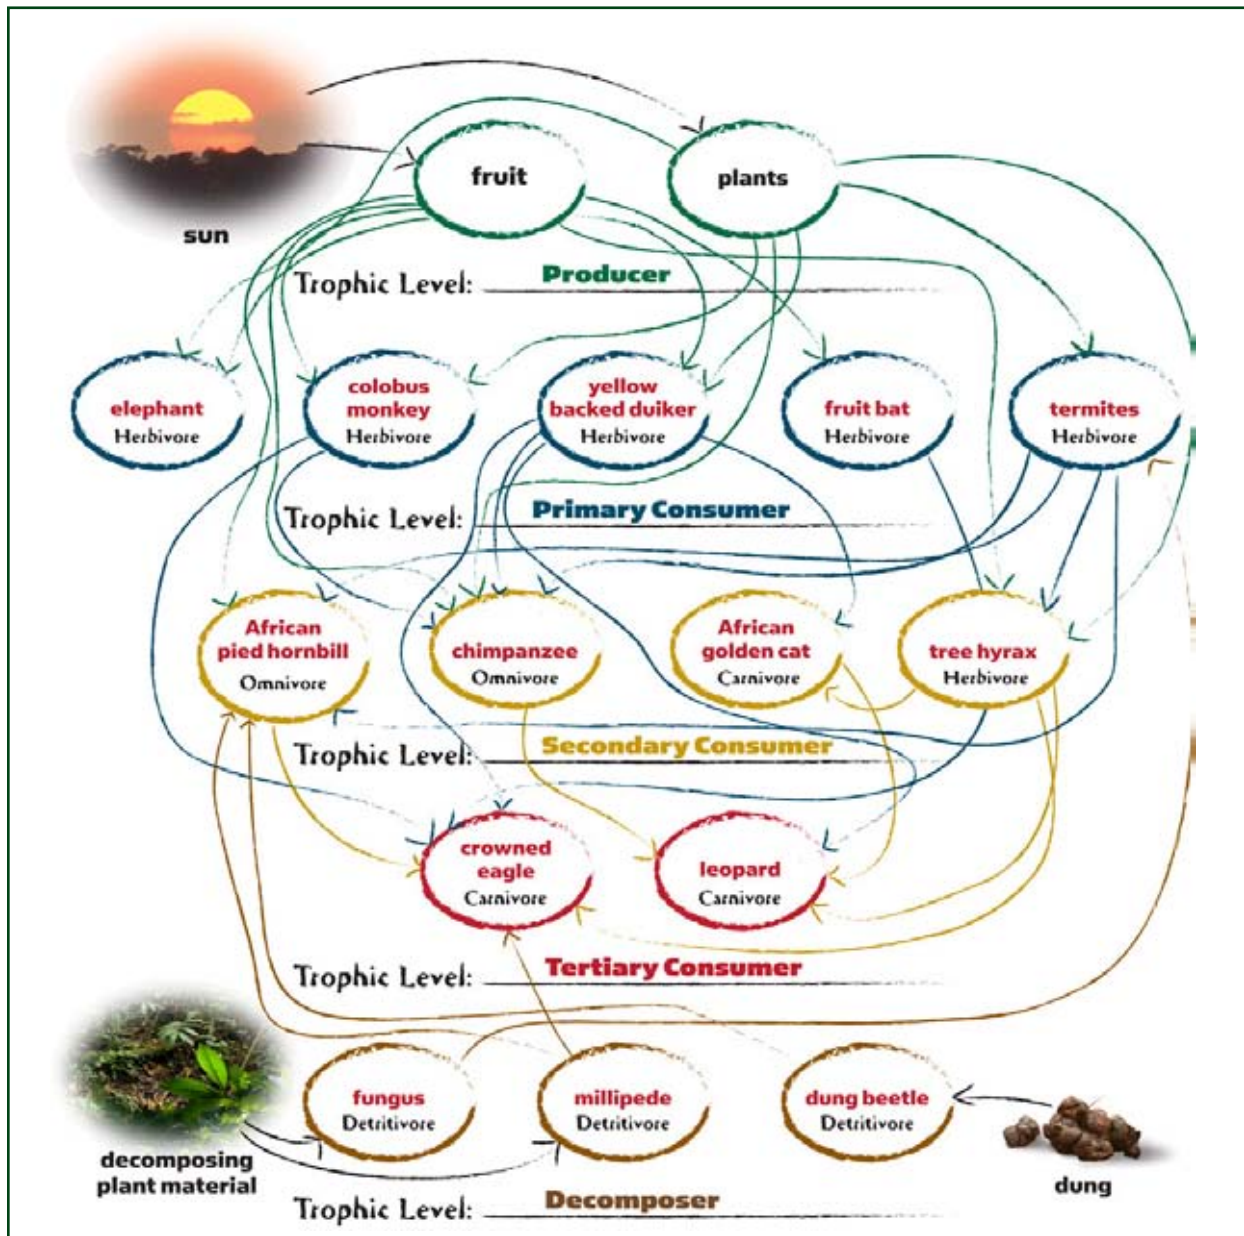 sun
fruit
plants
Trophic Level: Producer
elephant
Herbivore
colobus
monkey
Herbivore
yellow
backed duiker
Herbivore
fruit bat
Herbivore
termites
Herbivore
Trophic Level: Primary Consumer
African
pied hornbill
Omnivore
chimpanzee
Omnivore
African
golden cat
Carnivore
tree hyrax
Herbivore
Trophic Level: Secondary Consumer
crowned
eagle
Carnivore
leopard
Carnivore
Trophic Level: Tertiary Consumer
decomposing
plant material
fungus
Detritivore
millipede
Detritivore
dung beetle
Detritivore
dung
Trophic Level: Decomposer